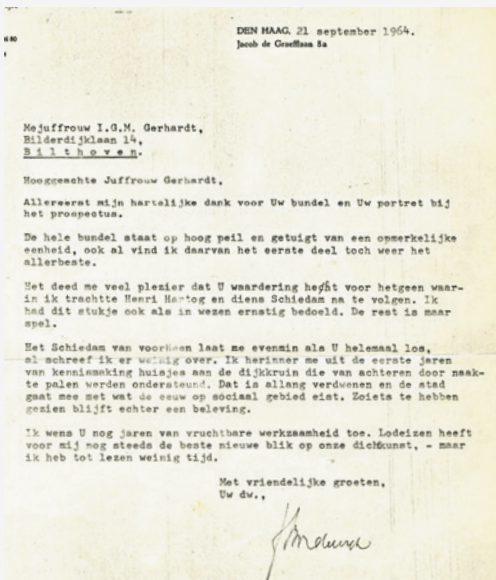 DEN HAAG, 21 september 1964.
Jacob de Graefflaan 8a
Mejuffrouw I.G.M. Gerhardt,
Bilderdijklaan 14,
Bilthoven.
Hooggeachte Juffrouw Gerhardt,
Allereerst mijn hartelijke dank voor Uw bundel en Uw portret bij
het prospectus.
De hele bundel staat op hoog peil en getuigt van een opmerkelijke
eenheid, ook al vind ik daarvan het eerste deel toch weer het
allerbeste.
Het deed me veel plezier dat U waardering hecht voor hetgeen waar-
in ik trachtte Henri Hartog en diens Schiedam na te volgen. Ik
had dit stukje ook als in wezen ernstig bedoeld. De rest is maar
spel.
Het Schiedam van voorheen laat me evenmin als U helemaal los,
al schreef ik er weinig over. Ik herinner me uit de eerste jaren
van kennismaking huisjes aan de dijkkruin die van achteren door naak-
te palen werden ondersteund. Dat is allang verdwenen en de stad
gaat mee met wat de eeuw op sociaal gebied eist. Zoiets te hebben
gezien blijft echter een beleving.
Ik wens U nog jaren van vruchtbare werkzaamheid toe. Lodeizen heeft
voor mij nog steeds de beste nieuwe blik op onze dichtkunst, - maar
ik heb tot lezen weinig tijd.
Met vriendelijke groeten,
Uw dw.,